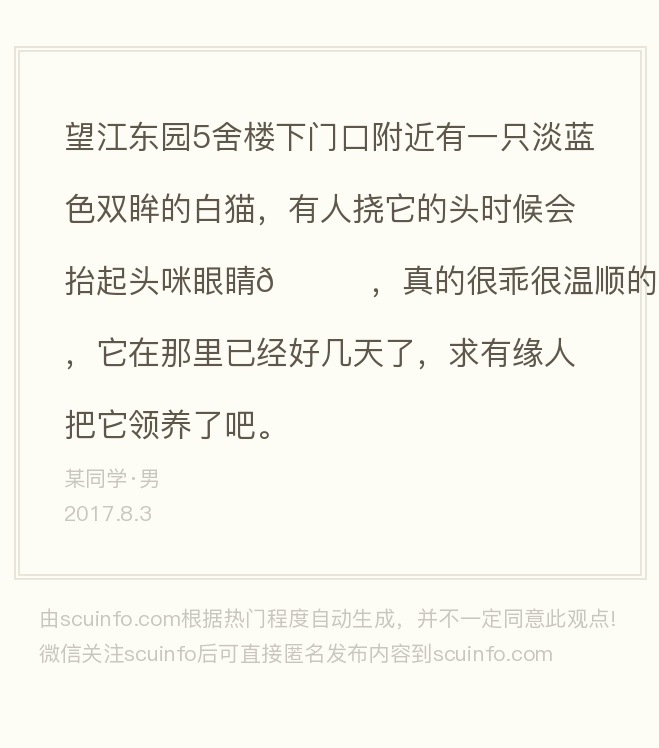 望江东园5舍楼下门口附近有一只淡蓝
色双眸的白猫，有人挠它的头时候会
抬起头咪眼睛ð ，真的很乖很温顺的
，它在那里已经好几天了，求有缘人
把它领养了吧。
某同学·男
2017.8.3
由scuinfo.com根据热门程度自动生成，并不一定同意此观点!
微信关注scuinfo后可直接匿名发布内容到scuinfo.com